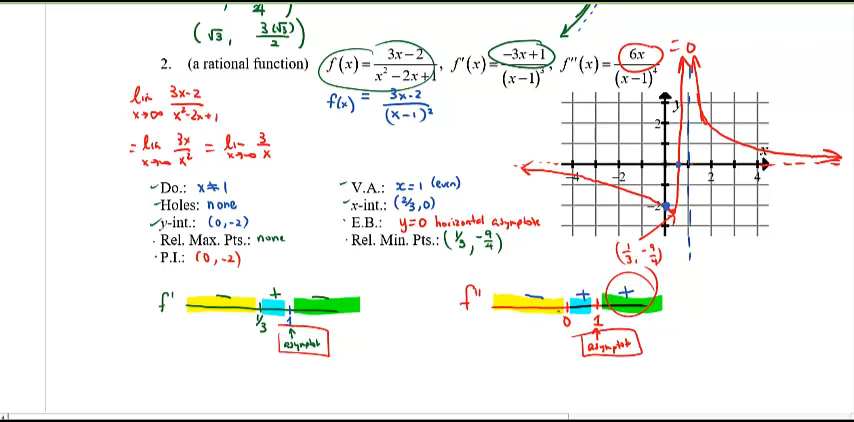 (√3, 3(√3)/2)
2. (a rational function) f(x) = (3x−2)/(x²−2x+1), f'(x) = (−3x+1)/(x−1)³, f''(x) = 6x/(x−1)⁴ = 0
lim x→∞ (3x−2)/(x²−2x+1)
f(x) = (3x−2)/(x−1)²
= lim x→∞ 3x/x² = lim x→∞ 3/x
y
2
x
−4 −2 2 4
−2
Do.: x≠1
V.A.: x=1 (even)
Holes: none
x-int.: (2/3, 0)
y-int.: (0,−2)
E.B.: y=0 horizontal asymptote
Rel. Max. Pts.: none
Rel. Min. Pts.: (1/3, −9/4)
P.I.: (0,−2)
(1/3, −9/4)
f' − + −
1/3 1
asymptote
f'' − + +
0 1
asymptote